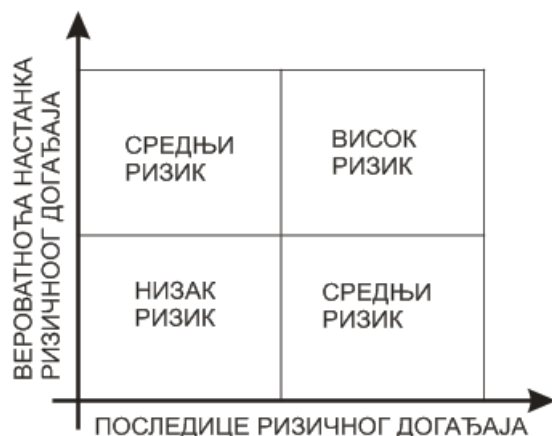 ВЕРОВАТНОЋА НАСТАНКА
РИЗИЧНОГ ДОГАЂАЈА
СРЕДЊИ
РИЗИК
ВИСОК
РИЗИК
НИЗАК
РИЗИК
СРЕДЊИ
РИЗИК
ПОСЛЕДИЦЕ РИЗИЧНОГ ДОГАЂАЈА